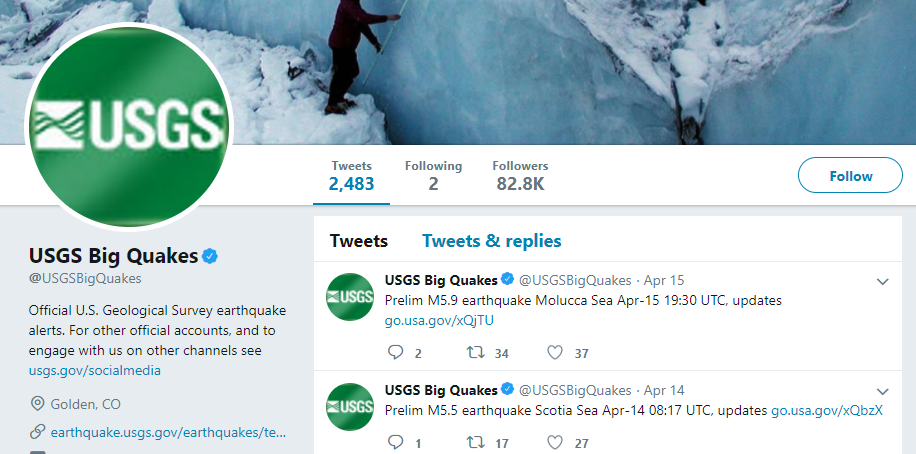 USGS
Tweets
2,483
Following
2
Followers
82.8K
Follow
USGS Big Quakes
@USGSBigQuakes
Official U.S. Geological Survey earthquake
alerts. For other official accounts, and to
engage with us on other channels see
usgs.gov/socialmedia
Golden, CO
earthquake.usgs.gov/earthquakes/te...
Tweets Tweets & replies
USGS
USGS Big Quakes @USGSBigQuakes · Apr 15
Prelim M5.9 earthquake Molucca Sea Apr-15 19:30 UTC, updates
go.usa.gov/xQjTU
2 34 37
USGS
USGS Big Quakes @USGSBigQuakes · Apr 14
Prelim M5.5 earthquake Scotia Sea Apr-14 08:17 UTC, updates go.usa.gov/xQbzX
1 17 27